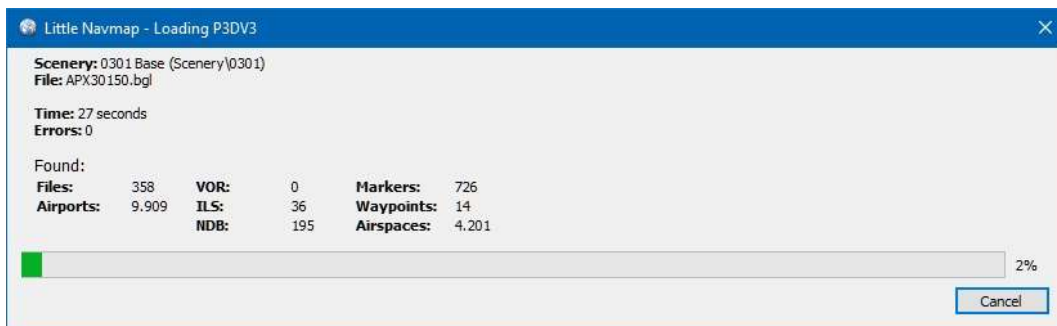 Little Navmap - Loading P3DV3
Scenery: 0301 Base (Scenery\0301)
File: APX30150.bgl
Time: 27 seconds
Errors: 0
Found:
Files: 358 VOR: 0 Markers: 726
Airports: 9.909 ILS: 36 Waypoints: 14
NDB: 195 Airspaces: 4.201
2%
Cancel